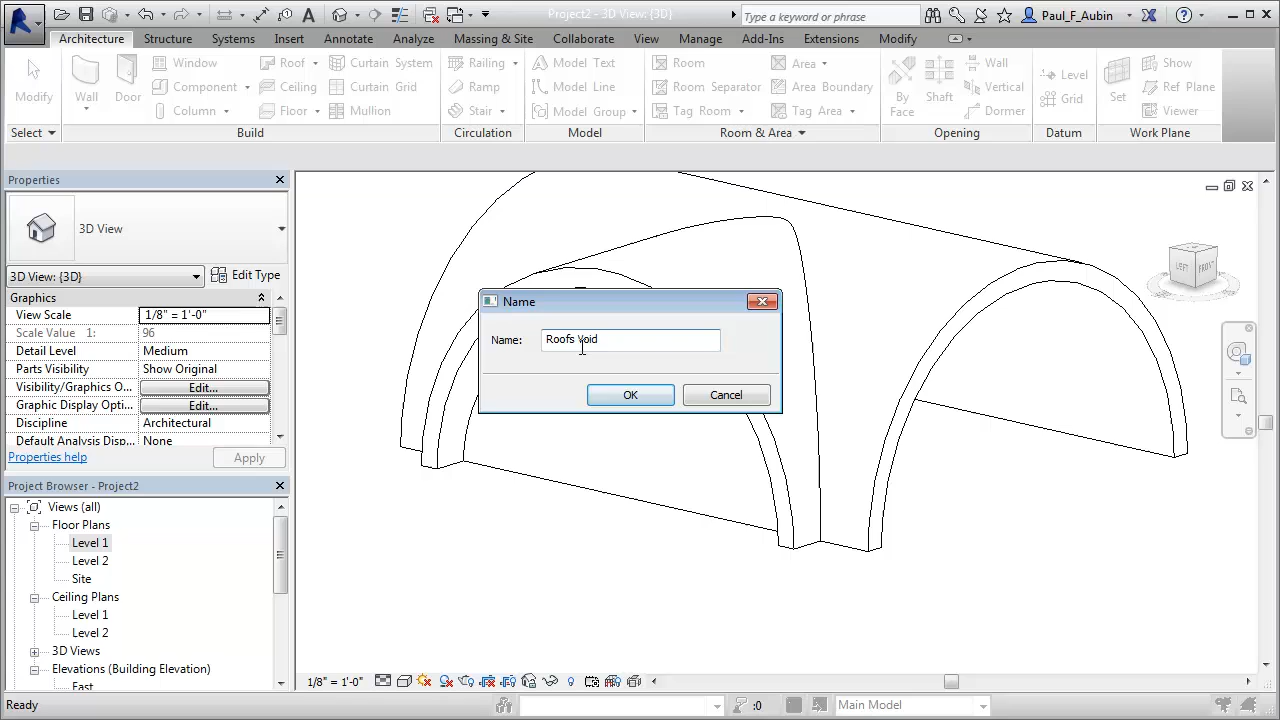 Project2 - 3D View: {3D}
Type a keyword or phrase
Paul_F_Aubin
Architecture Structure Systems Insert Annotate Analyze Massing & Site Collaborate View Manage Add-Ins Extensions Modify
Modify
Wall
Door
Window
Component
Column
Roof
Ceiling
Floor
Curtain System
Curtain Grid
Mullion
Railing
Ramp
Stair
Model Text
Model Line
Model Group
Room
Room Separator
Tag Room
Area
Area Boundary
Tag Area
By
Face
Shaft
Wall
Vertical
Dormer
Level
Grid
Set
Show
Ref Plane
Viewer
Select
Build
Circulation
Model
Room & Area
Opening
Datum
Work Plane
Properties
3D View
3D View: {3D}
Edit Type
Graphics
View Scale 1/8" = 1'-0"
Scale Value 1: 96
Detail Level Medium
Parts Visibility Show Original
Visibility/Graphics O... Edit...
Graphic Display Opti... Edit...
Discipline Architectural
Default Analysis Disp... None
Properties help
Apply
Project Browser - Project2
Views (all)
Floor Plans
Level 1
Level 2
Site
Ceiling Plans
Level 1
Level 2
3D Views
Elevations (Building Elevation)
East
Name
Name: Roofs Void
OK
Cancel
LEFT
FRONT
1/8" = 1'-0"
Ready
:0
Main Model